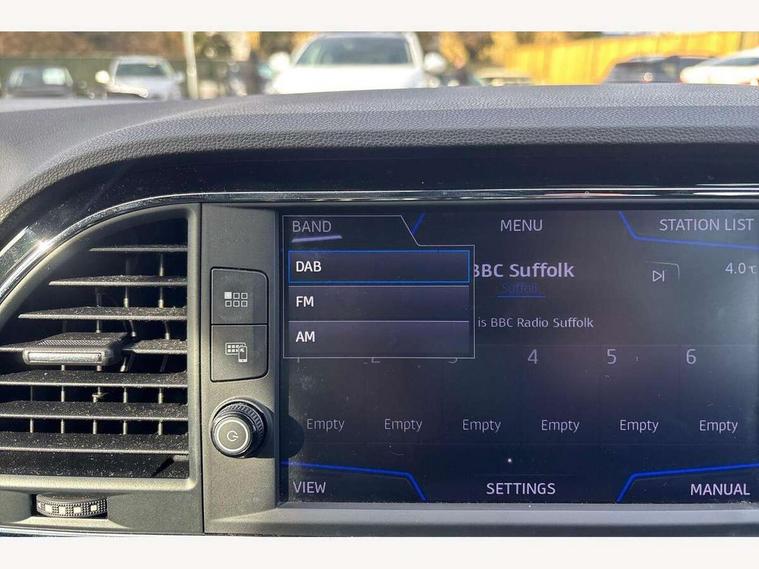 BAND
MENU
STATION LIST
DAB
BBC Suffolk
4.0
Suffolk
FM
is BBC Radio Suffolk
AM
2
4
5
6
Empty
Empty
Empty
Empty
Empty
Empty
VIEW
SETTINGS
MANUAL